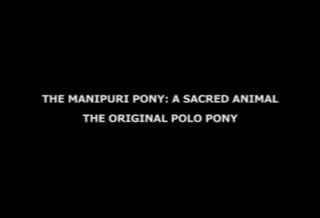 THE MANIPURI PONY: A SACRED ANIMAL
THE ORIGINAL POLO PONY